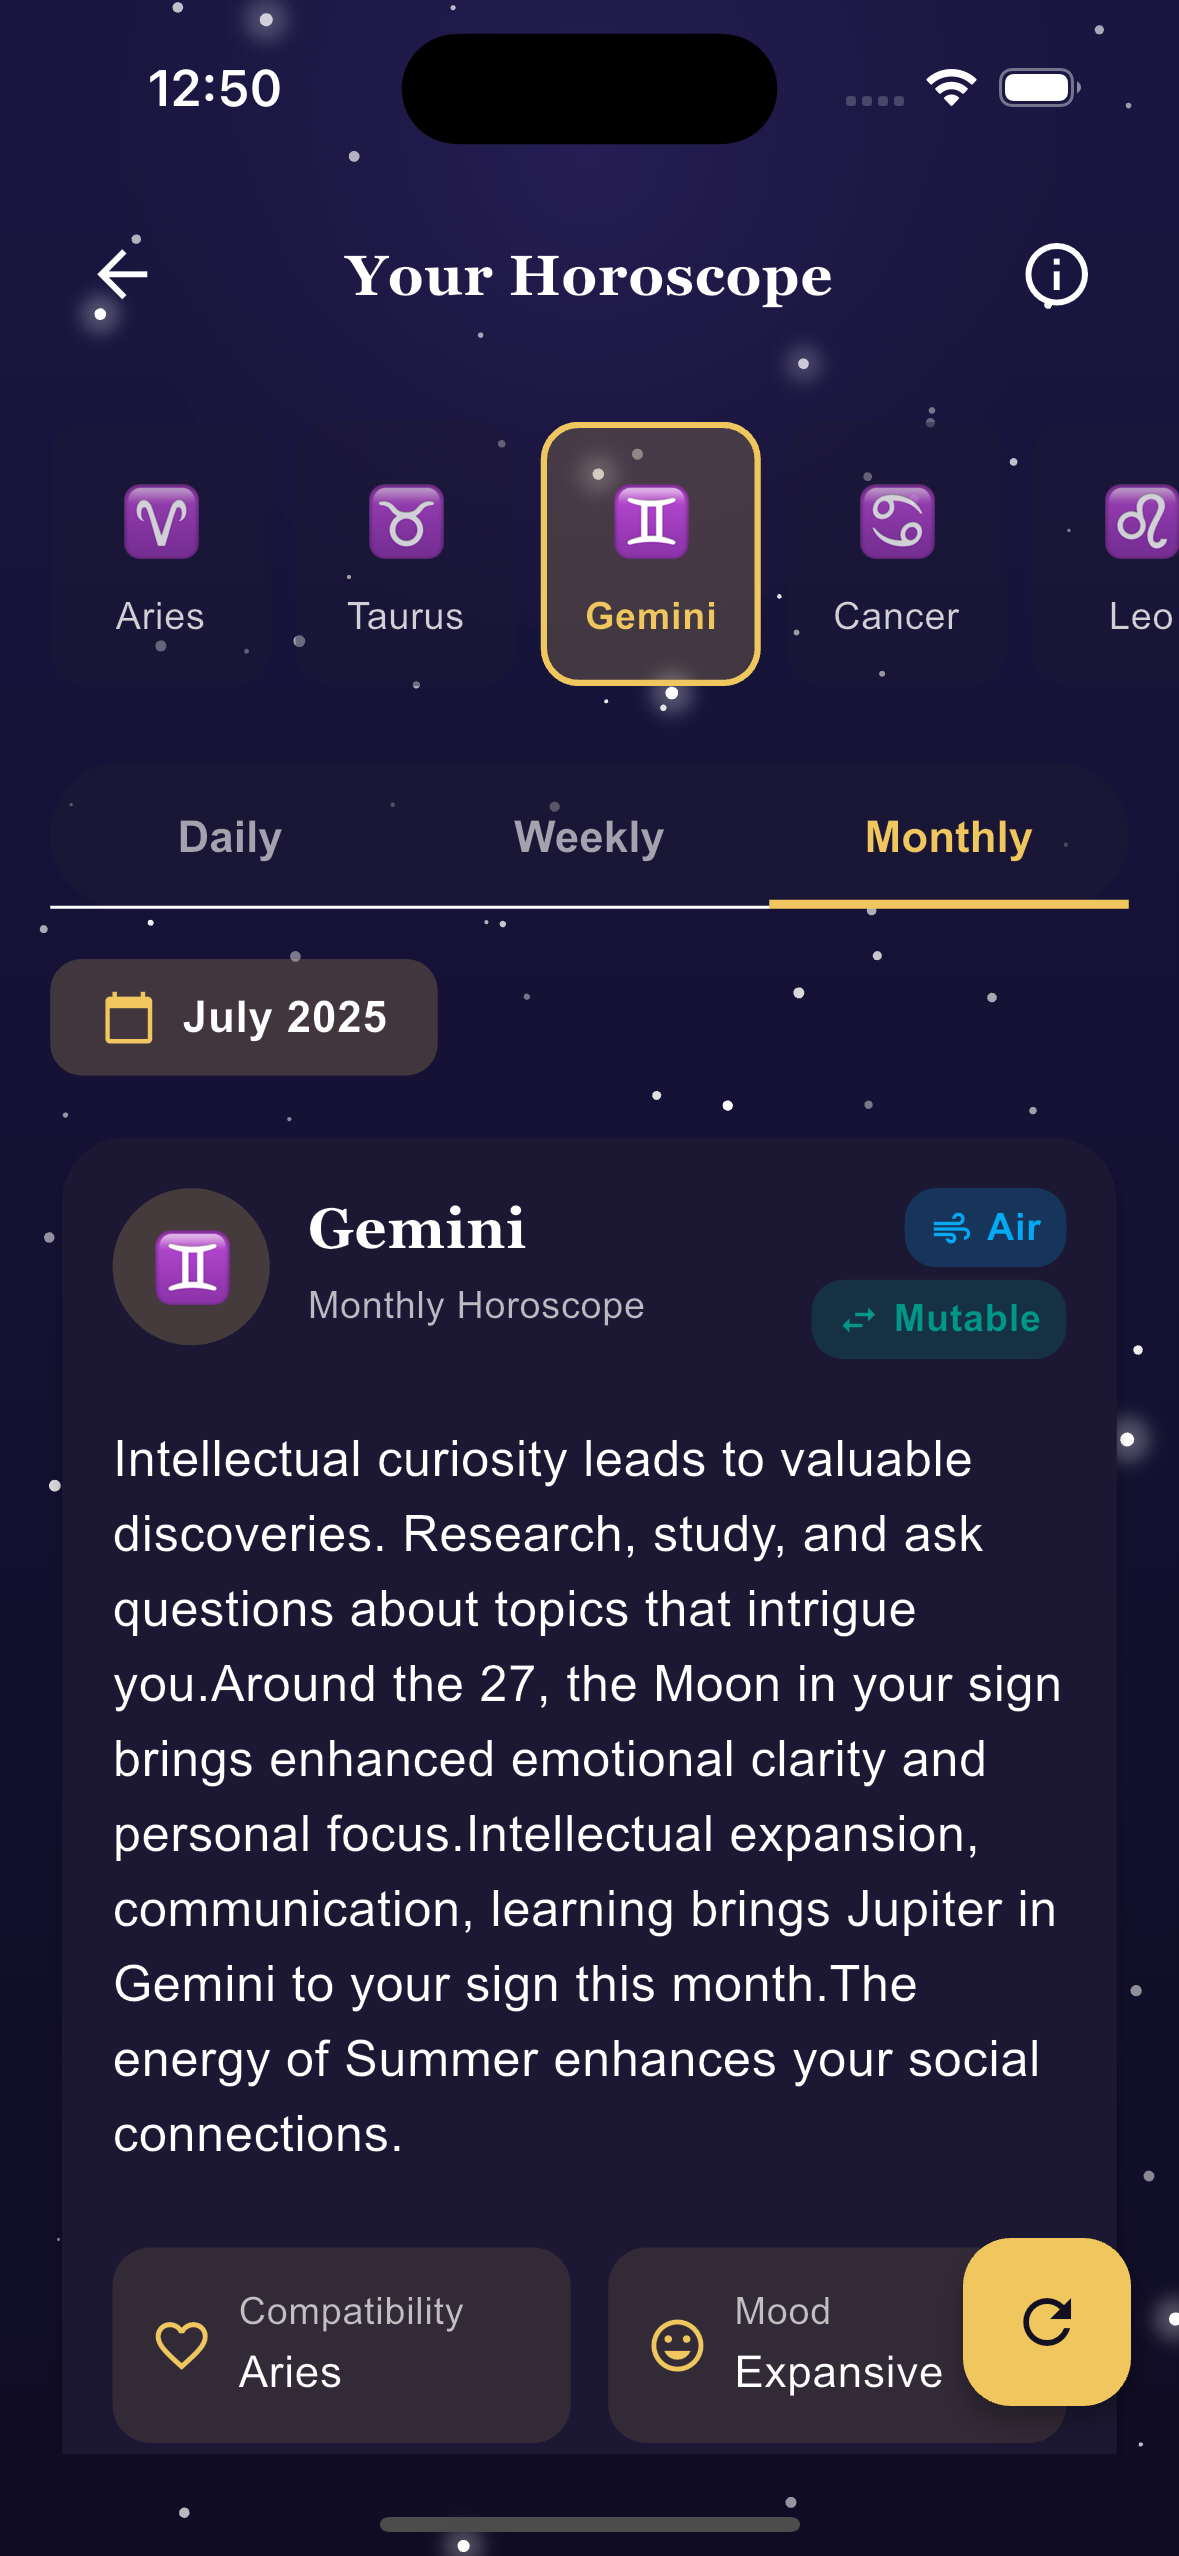 12:50
Your Horoscope
Aries
Taurus
Gemini
Cancer
Leo
Daily
Weekly
Monthly
July 2025
Gemini
Monthly Horoscope
Air
Mutable
Intellectual curiosity leads to valuable
discoveries. Research, study, and ask
questions about topics that intrigue
you.Around the 27, the Moon in your sign
brings enhanced emotional clarity and
personal focus.Intellectual expansion,
communication, learning brings Jupiter in
Gemini to your sign this month.The
energy of Summer enhances your social
connections.
Compatibility
Aries
Mood
Expansive